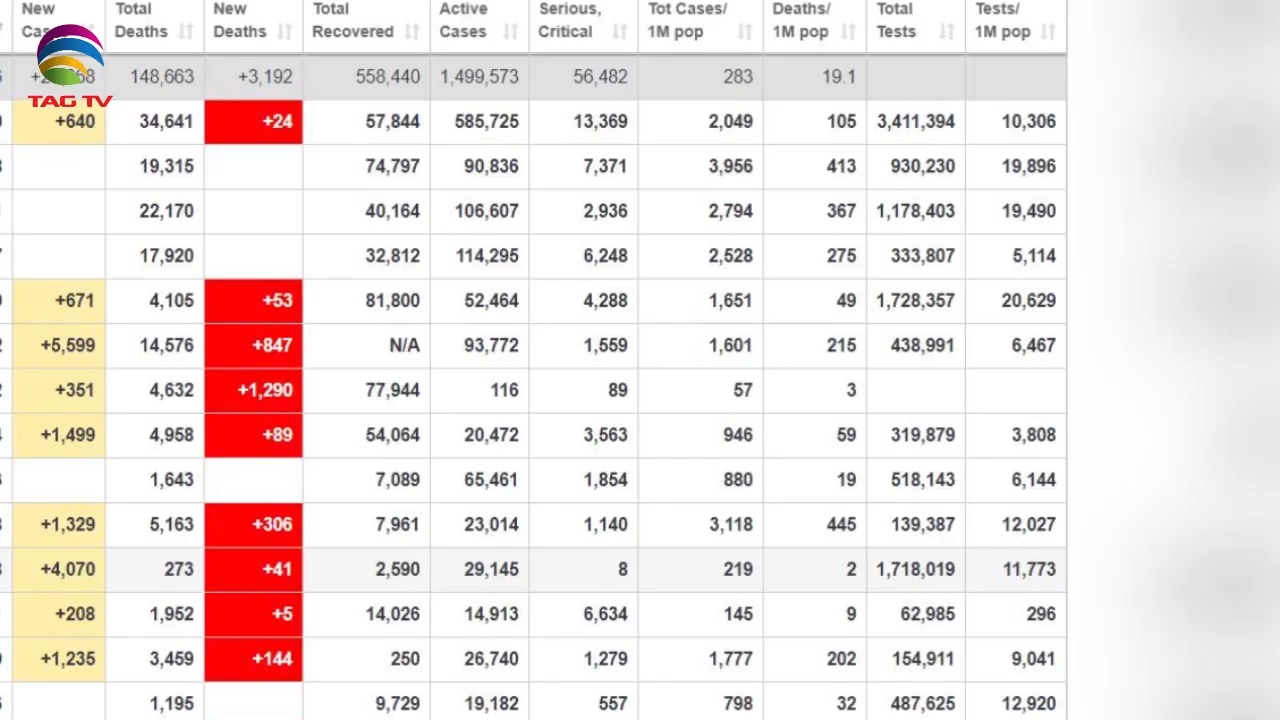 New Total New Total Active Serious, Tot Cases/ Deaths/ Total Tests/
Deaths Deaths Recovered Cases Critical 1M pop 1M pop Tests 1M pop
148,663 +3,192 558,440 1,499,573 56,482 283 19.1
TAG TV
+640 34,641 +24 57,844 585,725 13,369 2,049 105 3,411,394 10,306
19,315 74,797 90,836 7,371 3,956 413 930,230 19,896
22,170 40,164 106,607 2,936 2,794 367 1,178,403 19,490
17,920 32,812 114,295 6,248 2,528 275 333,807 5,114
+671 4,105 +53 81,800 52,464 4,288 1,651 49 1,728,357 20,629
+5,599 14,576 +847 N/A 93,772 1,559 1,601 215 438,991 6,467
+351 4,632 +1,290 77,944 116 89 57 3
+1,499 4,958 +89 54,064 20,472 3,563 946 59 319,879 3,808
1,643 7,089 65,461 1,854 880 19 518,143 6,144
+1,329 5,163 +306 7,961 23,014 1,140 3,118 445 139,387 12,027
+4,070 273 +41 2,590 29,145 8 219 2 1,718,019 11,773
+208 1,952 +5 14,026 14,913 6,634 145 9 62,985 296
+1,235 3,459 +144 250 26,740 1,279 1,777 202 154,911 9,041
1,195 9,729 19,182 557 798 32 487,625 12,920